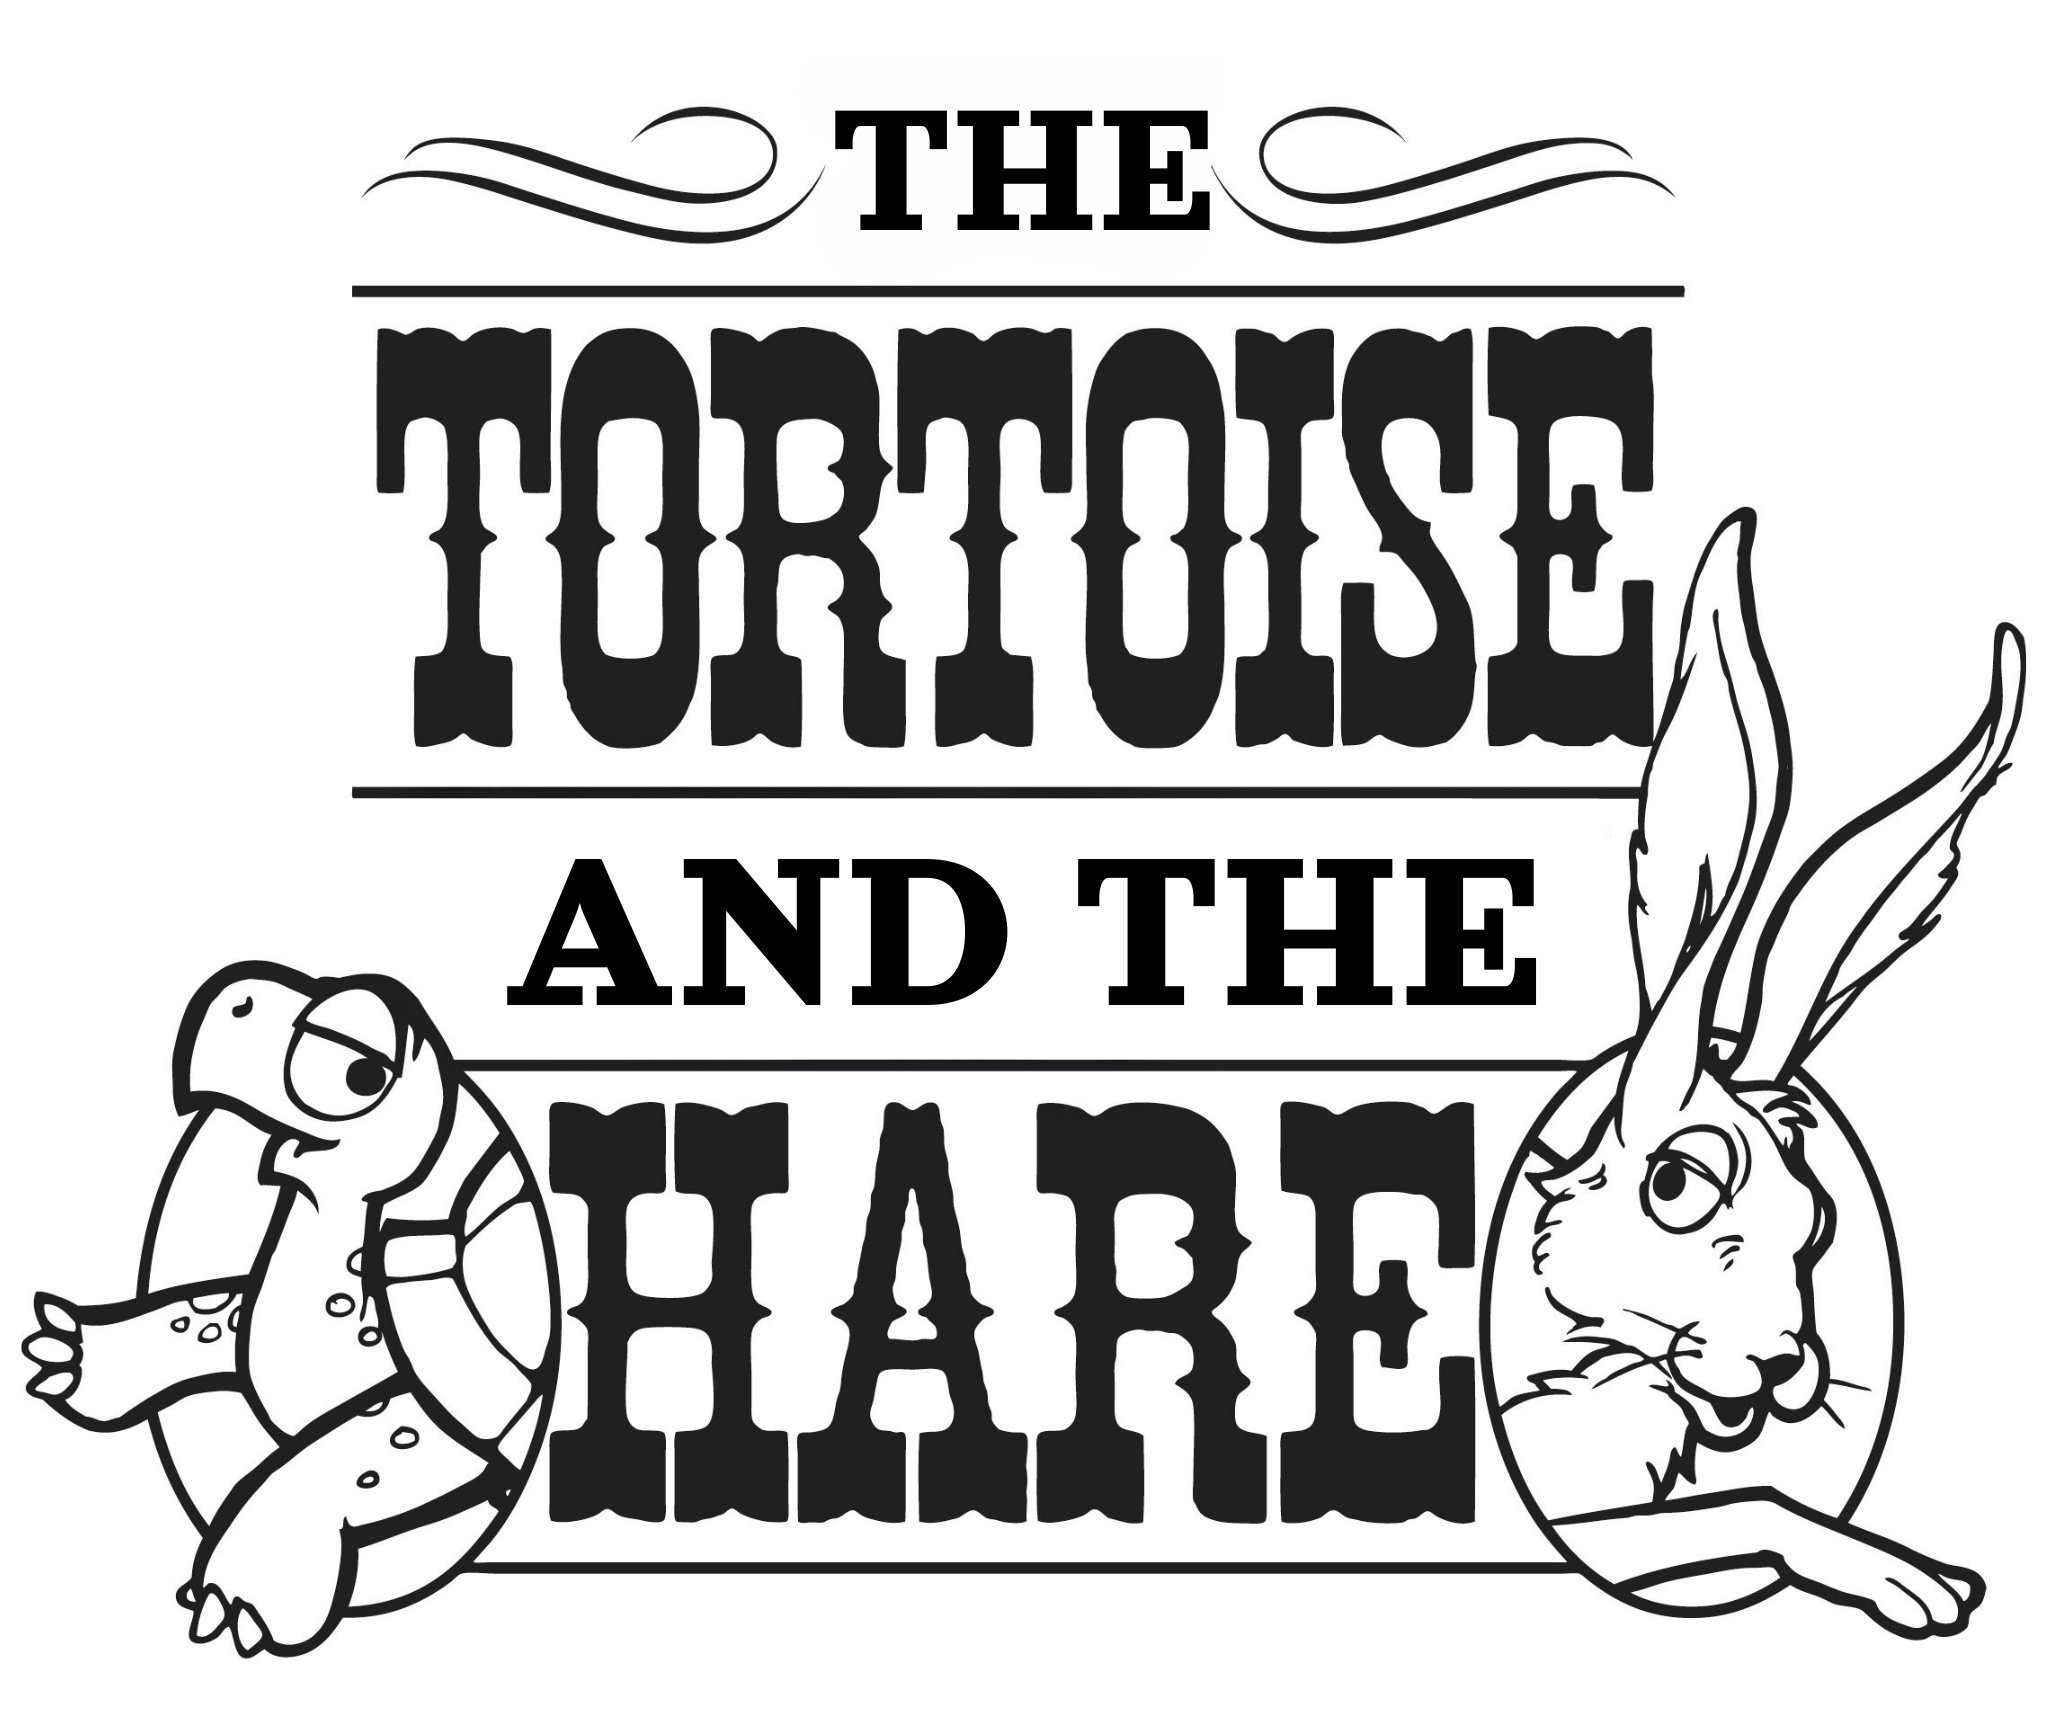 THE
TORTOISE
AND THE
HARE